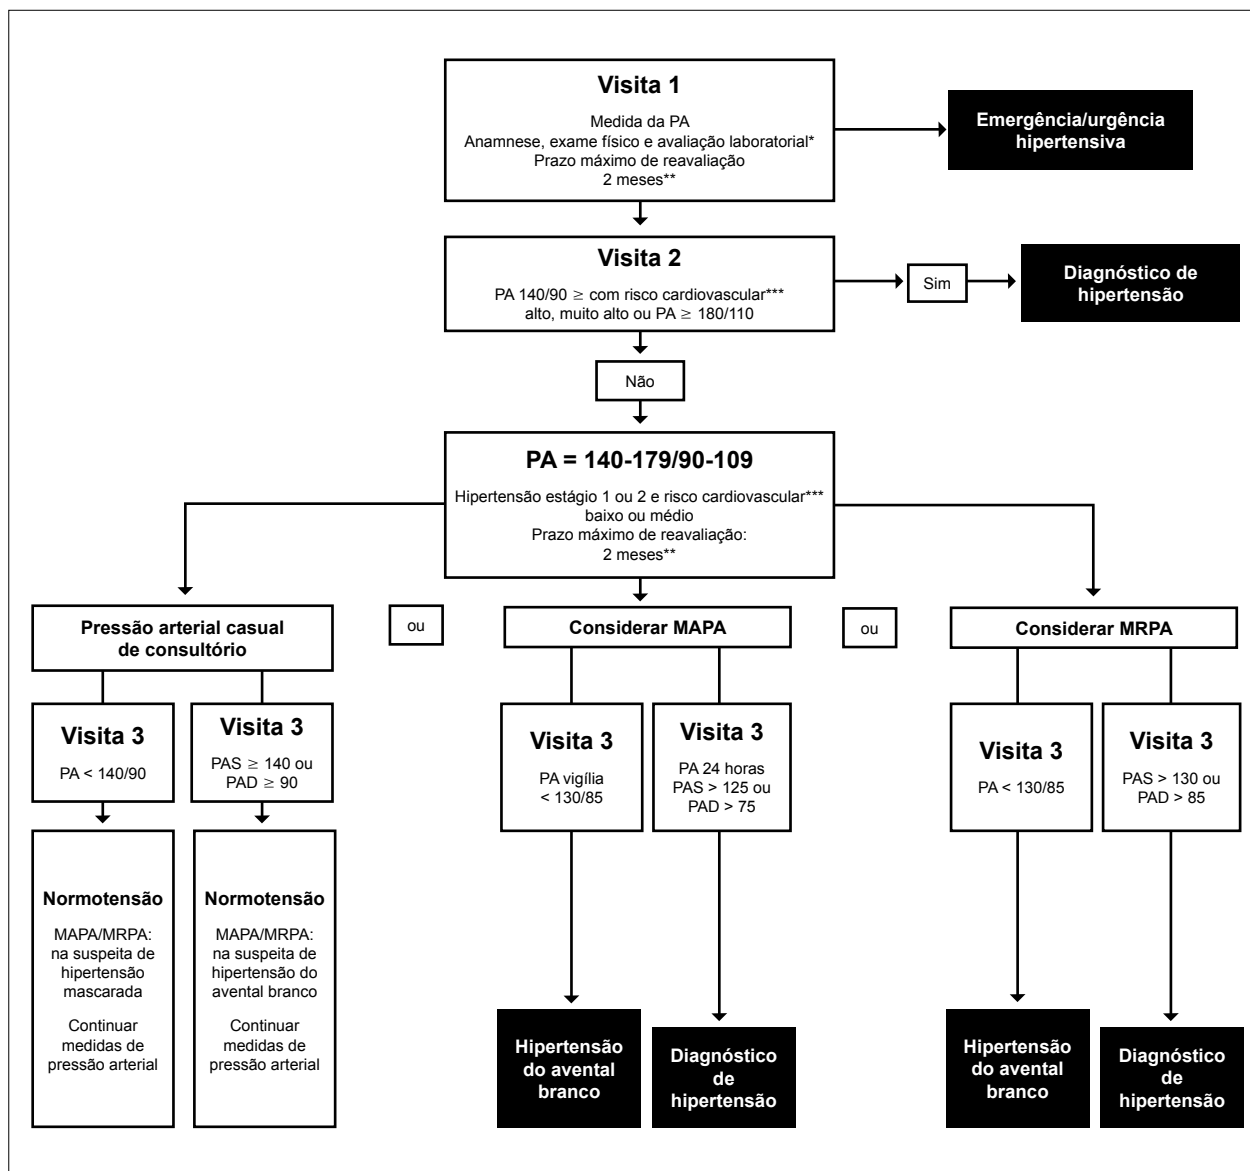 Visita 1
Medida da PA
Anamnese, exame físico e avaliação laboratorial*
Prazo máximo de reavaliação
2 meses**
Emergência/urgência
hipertensiva
Visita 2
PA 140/90 ≥ com risco cardiovascular***
alto, muito alto ou PA ≥ 180/110
Sim
Diagnóstico de
hipertensão
Não
PA = 140-179/90-109
Hipertensão estágio 1 ou 2 e risco cardiovascular***
baixo ou médio
Prazo máximo de reavaliação:
2 meses**
Pressão arterial casual
de consultório
ou
Considerar MAPA
ou
Considerar MRPA
Visita 3
PA < 140/90
Visita 3
PAS ≥ 140 ou
PAD ≥ 90
Visita 3
PA vigília
< 130/85
Visita 3
PA 24 horas
PAS > 125 ou
PAD > 75
Visita 3
PA < 130/85
Visita 3
PAS > 130 ou
PAD > 85
Normotensão
MAPA/MRPA:
na suspeita de
hipertensão
mascarada
Continuar
medidas de
pressão arterial
Normotensão
MAPA/MRPA:
na suspeita de
hipertensão do
avental branco
Continuar
medidas de
pressão arterial
Hipertensão
do avental
branco
Diagnóstico
de
hipertensão
Hipertensão
do avental
branco
Diagnóstico
de
hipertensão